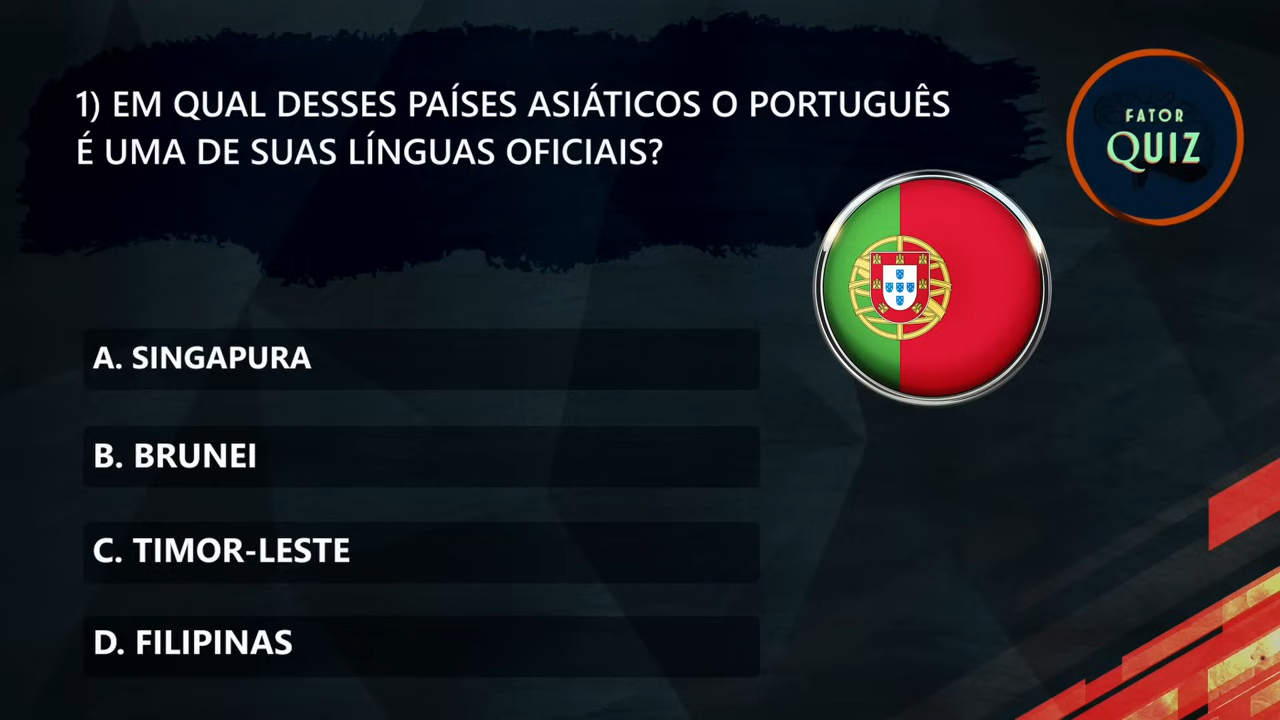 1) EM QUAL DESSES PAÍSES ASIÁTICOS O PORTUGUÊS
É UMA DE SUAS LÍNGUAS OFICIAIS?
FATOR
QUIZ
A. SINGAPURA
B. BRUNEI
C. TIMOR-LESTE
D. FILIPINAS